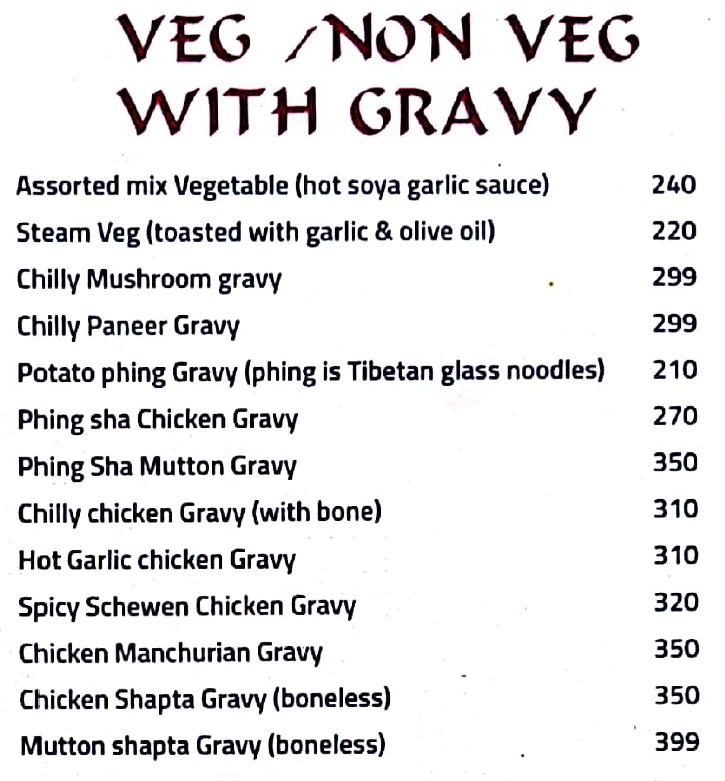 VEG / NON VEG
WITH GRAVY
Assorted mix Vegetable (hot soya garlic sauce) 240
Steam Veg (toasted with garlic & olive oil) 220
Chilly Mushroom gravy 299
Chilly Paneer Gravy 299
Potato phing Gravy (phing is Tibetan glass noodles) 210
Phing sha Chicken Gravy 270
Phing Sha Mutton Gravy 350
Chilly chicken Gravy (with bone) 310
Hot Garlic chicken Gravy 310
Spicy Schewen Chicken Gravy 320
Chicken Manchurian Gravy 350
Chicken Shapta Gravy (boneless) 350
Mutton shapta Gravy (boneless) 399